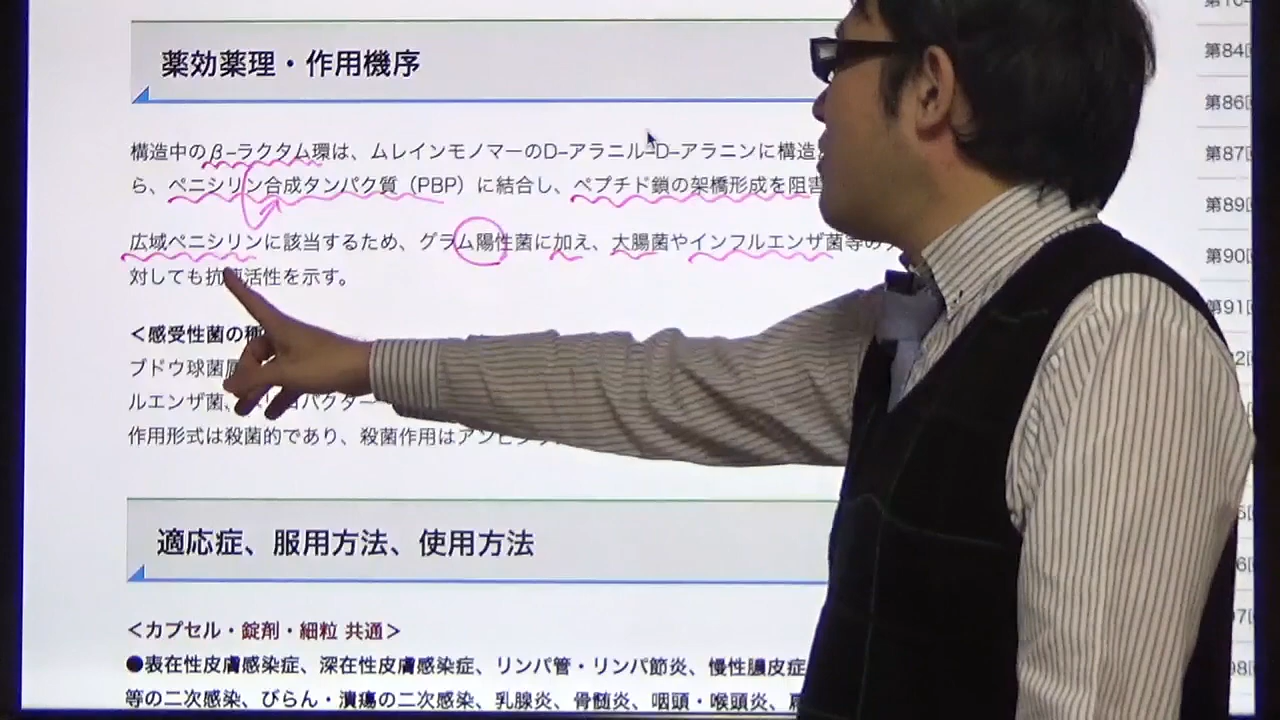 薬効薬理・作用機序
構造中のβ-ラクタム環は、ムレインモノマーのD-アラニル-D-アラニンに構造
ら、ペニシリン合成タンパク質（PBP）に結合し、ペプチド鎖の架橋形成を阻害
広域ペニシリンに該当するため、グラム陽性菌に加え、大腸菌やインフルエンザ菌等の
対しても抗菌活性を示す。
＜感受性菌の種
ブドウ球菌属
ルエンザ菌、
作用形式は殺菌的であり、殺菌作用はアンピシ
適応症、服用方法、使用方法
＜カプセル・錠剤・細粒 共通＞
●表在性皮膚感染症、深在性皮膚感染症、リンパ管・リンパ節炎、慢性膿皮症
等の二次感染、びらん・潰瘍の二次感染、乳腺炎、骨髄炎、咽頭・喉頭炎、扁
第84回
第86回
第87回
第89回
第90回
第91回